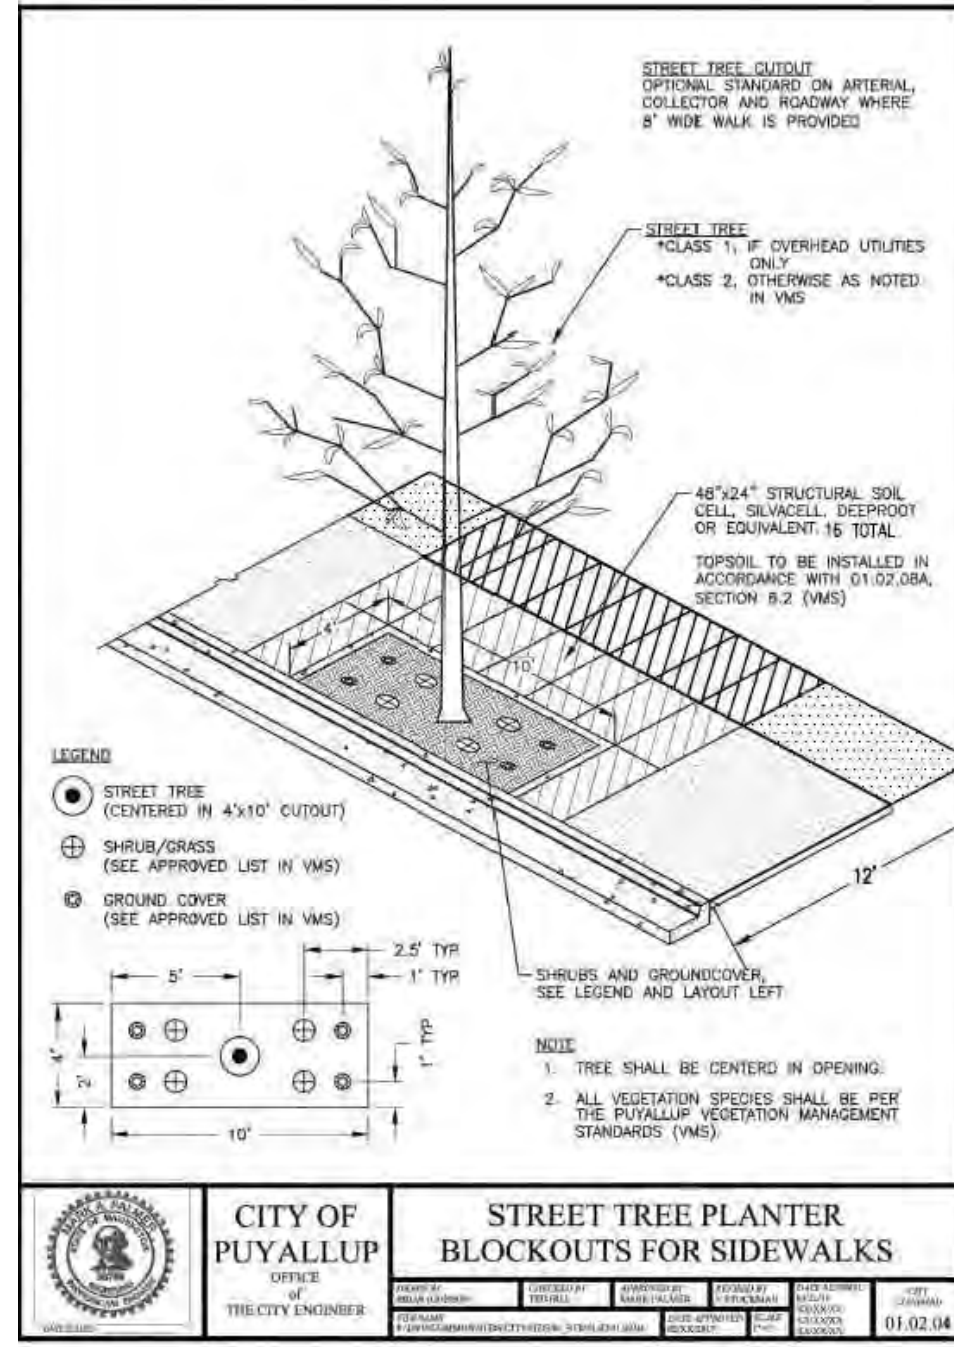 STREET TREE CUTOUT
OPTIONAL STANDARD ON ARTERIAL,
COLLECTOR AND ROADWAY WHERE
8' WIDE WALK IS PROVIDED
STREET TREE
*CLASS 1, IF OVERHEAD UTILITIES
ONLY
*CLASS 2, OTHERWISE AS NOTED
IN VMS
48"x24" STRUCTURAL SOIL
CELL, SILVACELL, DEEPROOT
OR EQUIVALENT. 16 TOTAL
TOPSOIL TO BE INSTALLED IN
ACCORDANCE WITH 01.02.08A,
SECTION 8.2 (VMS)
4'
10'
12'
LEGEND
STREET TREE
(CENTERED IN 4'x10' CUTOUT)
SHRUB/GRASS
(SEE APPROVED LIST IN VMS)
GROUND COVER
(SEE APPROVED LIST IN VMS)
2.5' TYP
5'
1' TYP
4'
2'
1' TYP
10'
SHRUBS AND GROUNDCOVER,
SEE LEGEND AND LAYOUT LEFT
NOTE
1. TREE SHALL BE CENTERD IN OPENING.
2. ALL VEGETATION SPECIES SHALL BE PER
THE PUYALLUP VEGETATION MANAGEMENT
STANDARDS (VMS).
MARK A. PALMER
CITY OF
PUYALLUP
OFFICE
of
THE CITY ENGINEER
STREET TREE PLANTER
BLOCKOUTS FOR SIDEWALKS
MARK PALMER
CITY
STANDARD
01.02.04